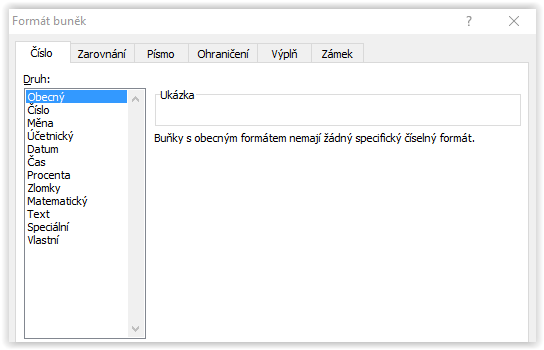 Formát buněk
Číslo Zarovnání Písmo Ohraničení Výplň Zámek
Druh:
Obecný
Číslo
Měna
Účetnický
Datum
Čas
Procenta
Zlomky
Matematický
Text
Speciální
Vlastní
Ukázka
Buňky s obecným formátem nemají žádný specifický číselný formát.